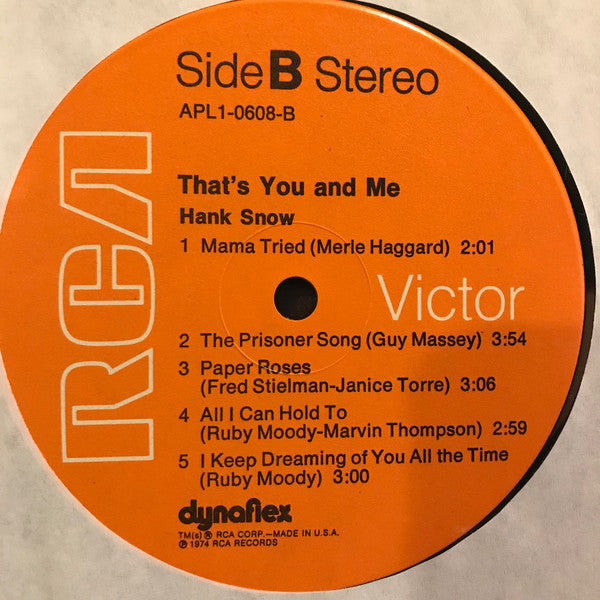 Side B Stereo
APL1-0608-B
That's You and Me
Hank Snow
1 Mama Tried (Merle Haggard) 2:01
RCA
Victor
2 The Prisoner Song (Guy Massey) 3:54
3 Paper Roses
(Fred Stielman-Janice Torre) 3:06
4 All I Can Hold To
(Ruby Moody-Marvin Thompson) 2:59
5 I Keep Dreaming of You All the Time
(Ruby Moody) 3:00
dynaflex
TM(s) ® RCA CORP.—MADE IN U.S.A.
℗ 1974 RCA RECORDS